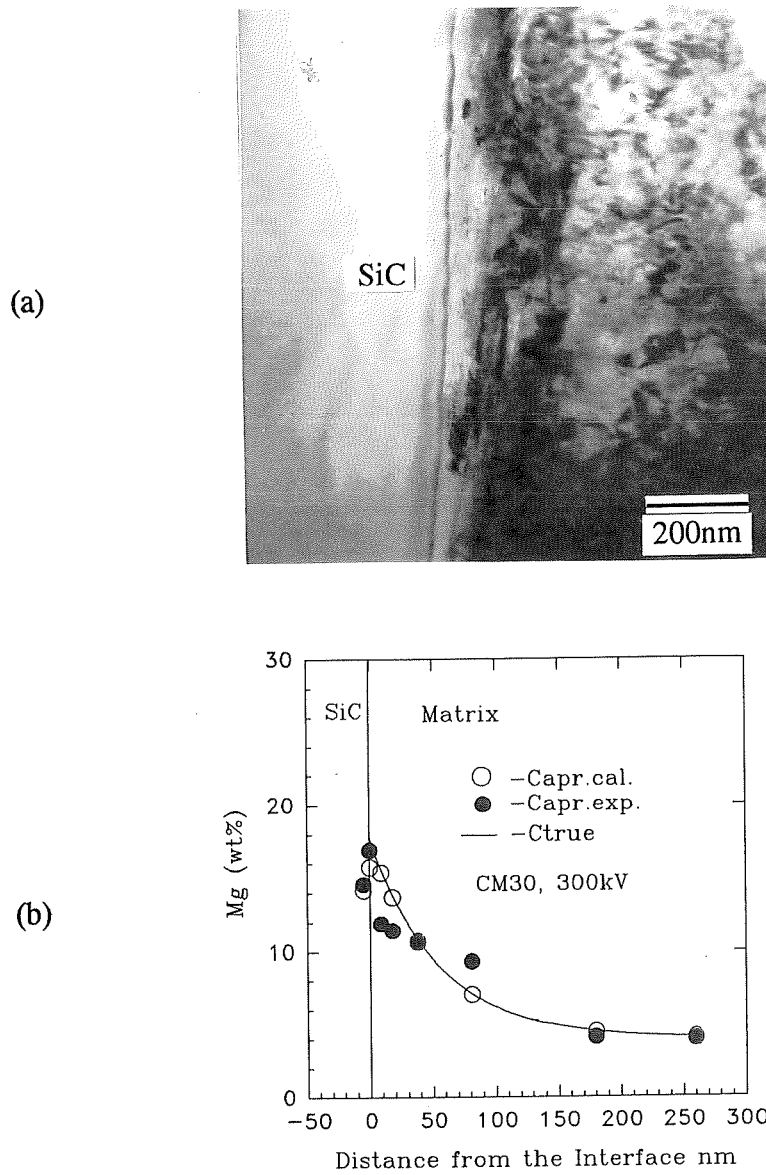 (a)
SiC
200nm
(b)
30
20
10
0
Mg (wt%)
SiC
Matrix
-Capr.cal.
-Capr.exp.
-Ctrue
CM30, 300kV
-50 0 50 100 150 200 250 300
Distance from the Interface nm